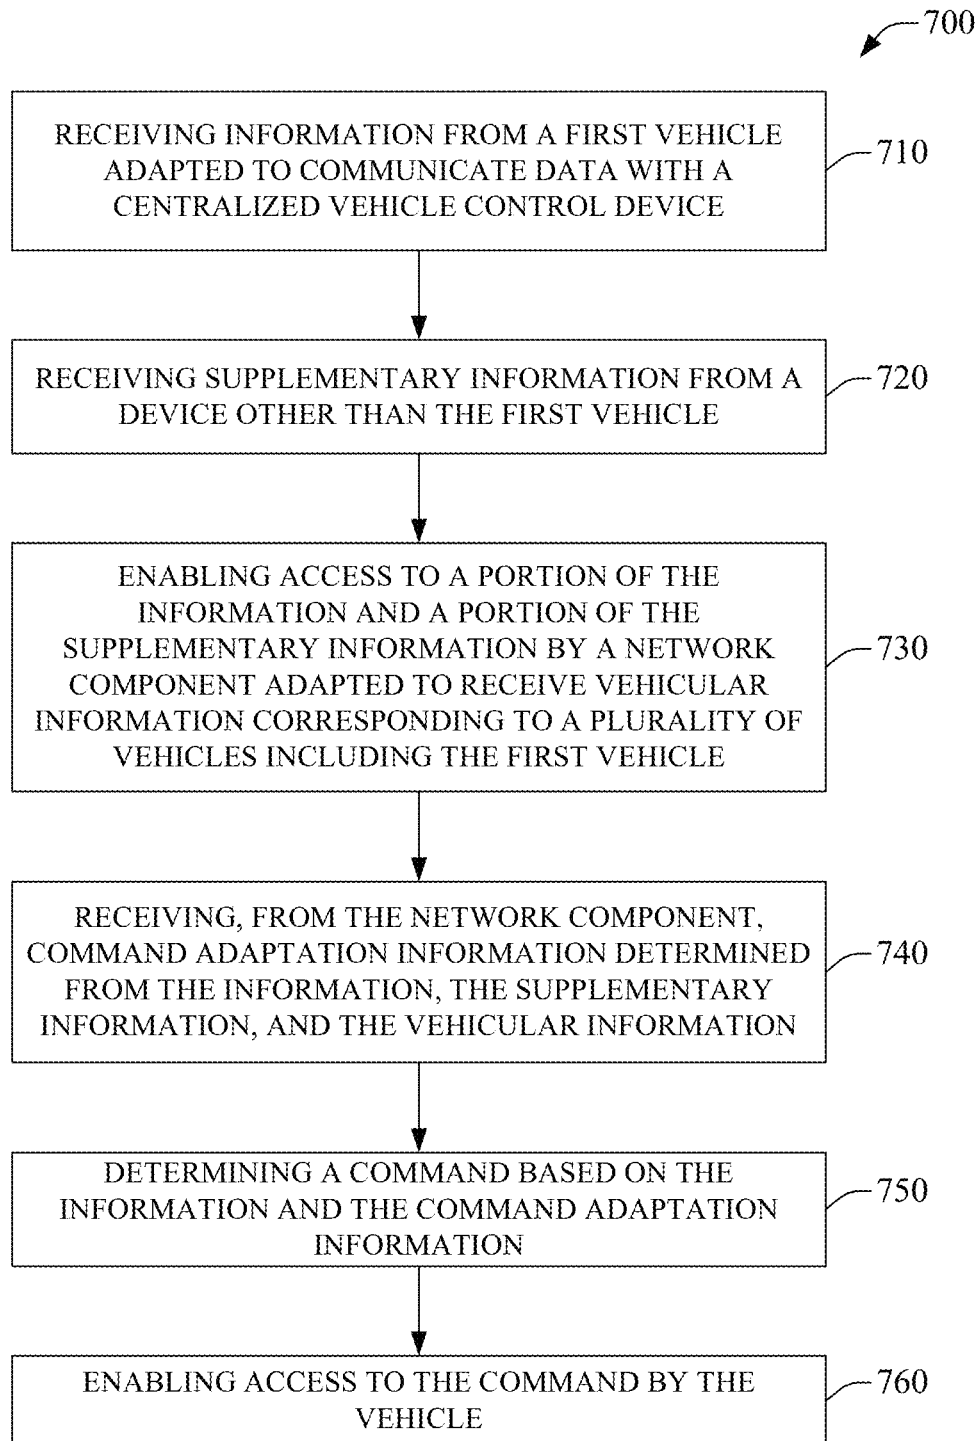 700
RECEIVING INFORMATION FROM A FIRST VEHICLE
ADAPTED TO COMMUNICATE DATA WITH A
CENTRALIZED VEHICLE CONTROL DEVICE
710
RECEIVING SUPPLEMENTARY INFORMATION FROM A
DEVICE OTHER THAN THE FIRST VEHICLE
720
ENABLING ACCESS TO A PORTION OF THE
INFORMATION AND A PORTION OF THE
SUPPLEMENTARY INFORMATION BY A NETWORK
COMPONENT ADAPTED TO RECEIVE VEHICULAR
INFORMATION CORRESPONDING TO A PLURALITY OF
VEHICLES INCLUDING THE FIRST VEHICLE
730
RECEIVING, FROM THE NETWORK COMPONENT,
COMMAND ADAPTATION INFORMATION DETERMINED
FROM THE INFORMATION, THE SUPPLEMENTARY
INFORMATION, AND THE VEHICULAR INFORMATION
740
DETERMINING A COMMAND BASED ON THE
INFORMATION AND THE COMMAND ADAPTATION
INFORMATION
750
ENABLING ACCESS TO THE COMMAND BY THE
VEHICLE
760